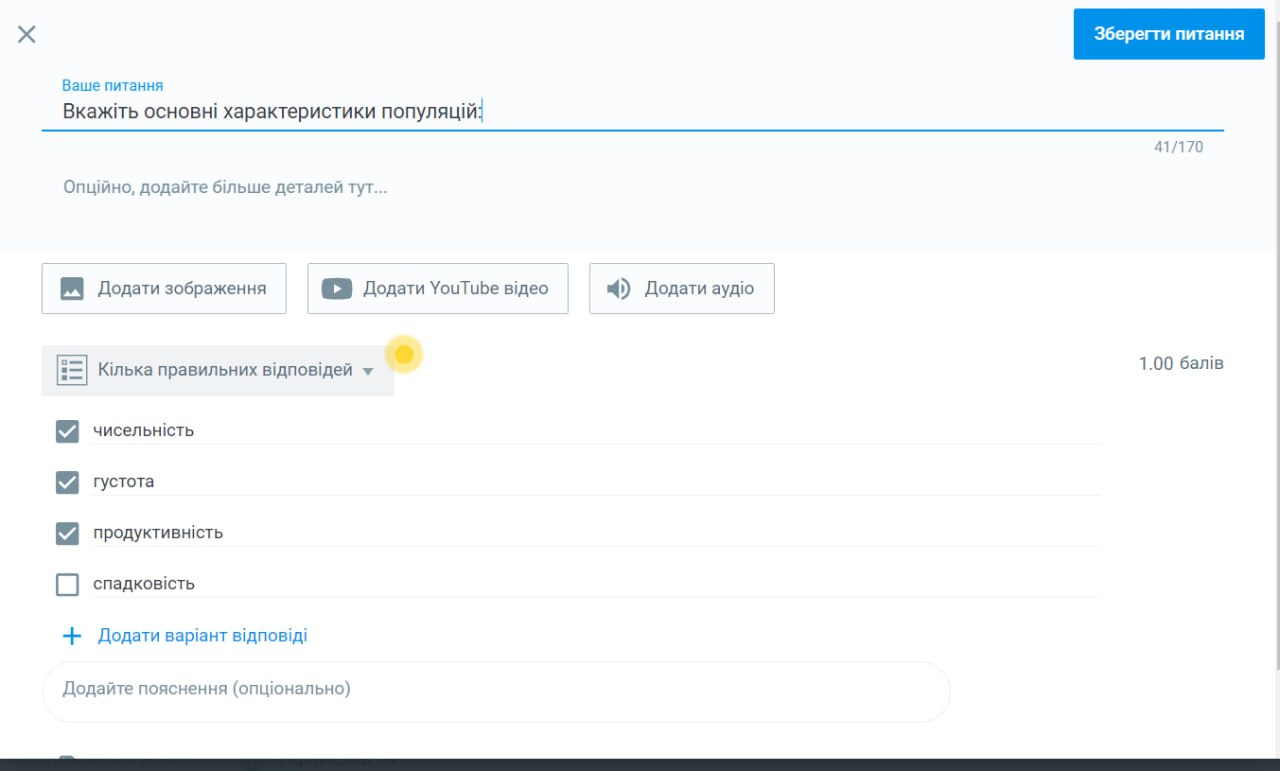 Зберегти питання
Ваше питання
Вкажіть основні характеристики популяцій:
41/170
Опційно, додайте більше деталей тут...
Додати зображення
Додати YouTube відео
Додати аудіо
Кілька правильних відповідей
1.00 балів
чисельність
густота
продуктивність
спадковість
Додати варіант відповіді
Додайте пояснення (опціонально)